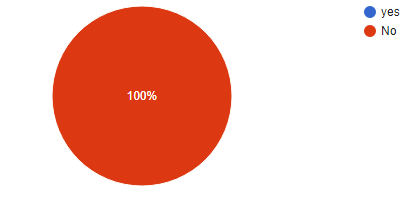 yes
No
100%